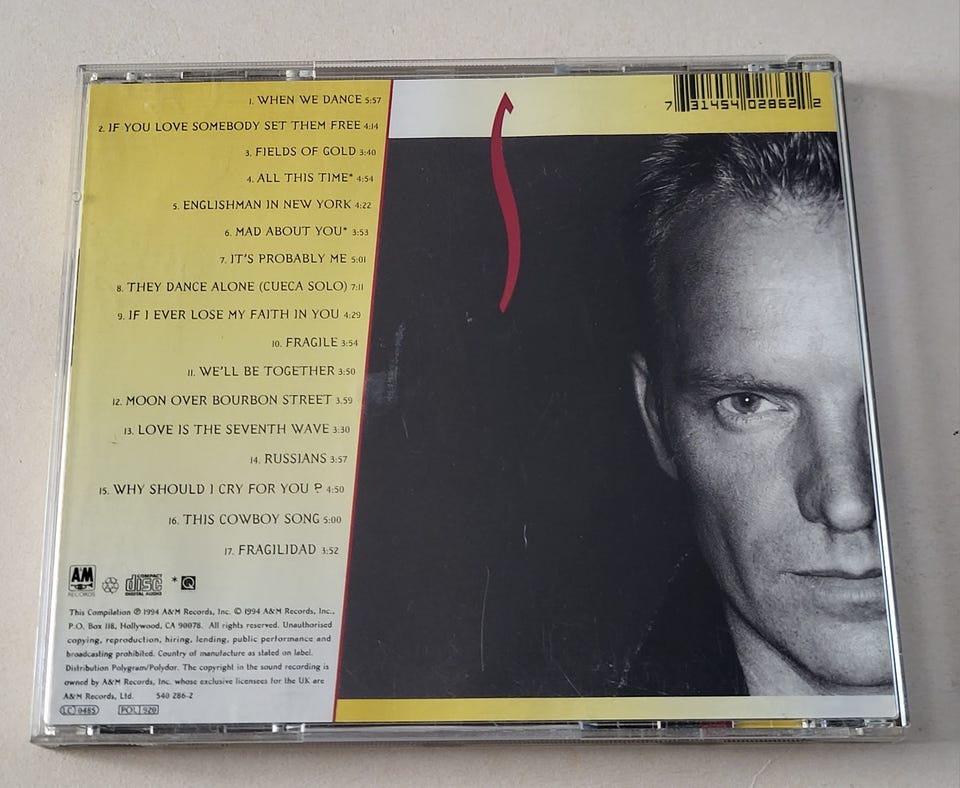 1. WHEN WE DANCE 5:57
2. IF YOU LOVE SOMEBODY SET THEM FREE 4:14
3. FIELDS OF GOLD 3:40
4. ALL THIS TIME* 4:54
5. ENGLISHMAN IN NEW YORK 4:22
6. MAD ABOUT YOU* 3:53
7. IT'S PROBABLY ME 5:01
8. THEY DANCE ALONE (CUECA SOLO) 7:11
9. IF I EVER LOSE MY FAITH IN YOU 4:29
10. FRAGILE 3:54
11. WE'LL BE TOGETHER 3:50
12. MOON OVER BOURBON STREET 3.59
13. LOVE IS THE SEVENTH WAVE 3:30
14. RUSSIANS 3:57
15. WHY SHOULD I CRY FOR YOU ? 4:50
16. THIS COWBOY SONG 5:00
17. FRAGILIDAD 3:52
7 31454 02862 2
A&M RECORDS
COMPACT disc DIGITAL AUDIO
* Q
This Compilation ℗ 1994 A&M Records, Inc. © 1994 A&M Records, Inc.,
P.O. Box 118, Hollywood, CA 90078. All rights reserved. Unauthorised
copying, reproduction, hiring, lending, public performance and
broadcasting prohibited. Country of manufacture as stated on label.
Distribution Polygram/Polydor. The copyright in the sound recording is
owned by A&M Records, Inc. whose exclusive licensees for the UK are
A&M Records, Ltd. 540 286-2
LC 0485 POL 920